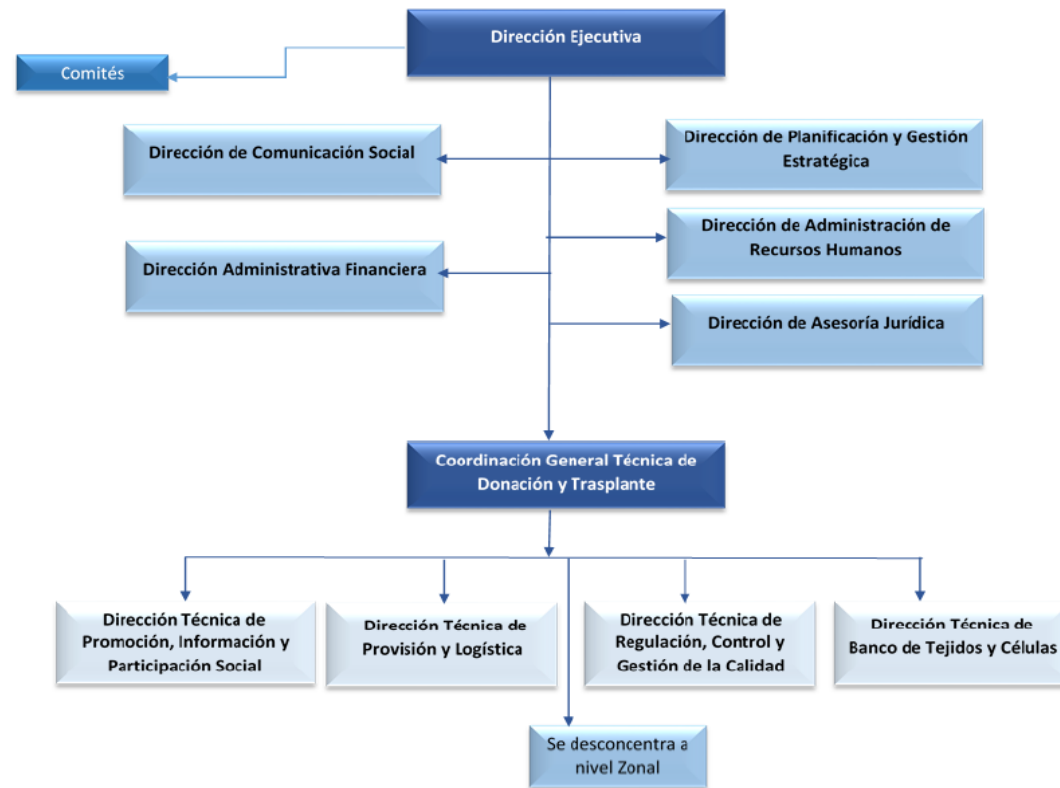 Dirección Ejecutiva
Comités
Dirección de Comunicación Social
Dirección de Planificación y Gestión
Estratégica
Dirección de Administración de
Recursos Humanos
Dirección Administrativa Financiera
Dirección de Asesoría Jurídica
Coordinación General Técnica de
Donación y Trasplante
Dirección Técnica de
Promoción, Información y
Participación Social
Dirección Técnica de
Provisión y Logística
Dirección Técnica de
Regulación, Control y
Gestión de la Calidad
Dirección Técnica de
Banco de Tejidos y Células
Se desconcentra a
nivel Zonal